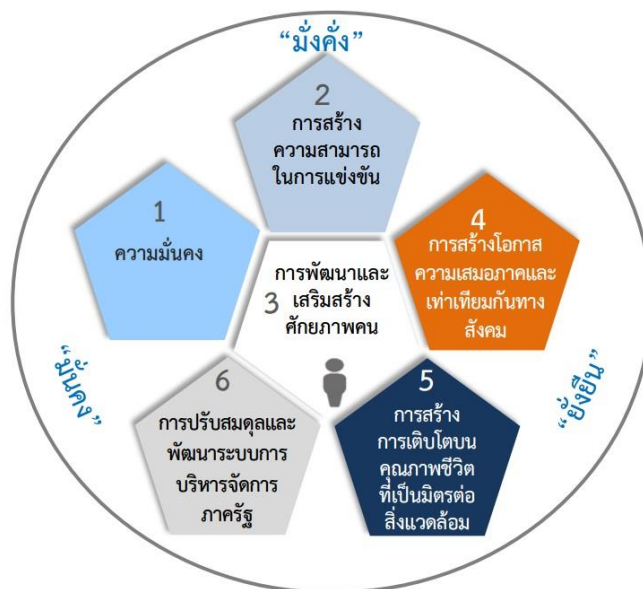 “มั่งคั่ง”
2
การสร้าง
ความสามารถ
ในการแข่งขัน
1
ความมั่นคง
4
การสร้างโอกาส
ความเสมอภาคและ
เท่าเทียมกันทาง
สังคม
3
การพัฒนาและ
เสริมสร้าง
ศักยภาพคน
“มั่นคง”
“ยั่งยืน”
6
การปรับสมดุลและ
พัฒนาระบบการ
บริหารจัดการ
ภาครัฐ
5
การสร้าง
การเติบโตบน
คุณภาพชีวิต
ที่เป็นมิตรต่อ
สิ่งแวดล้อม